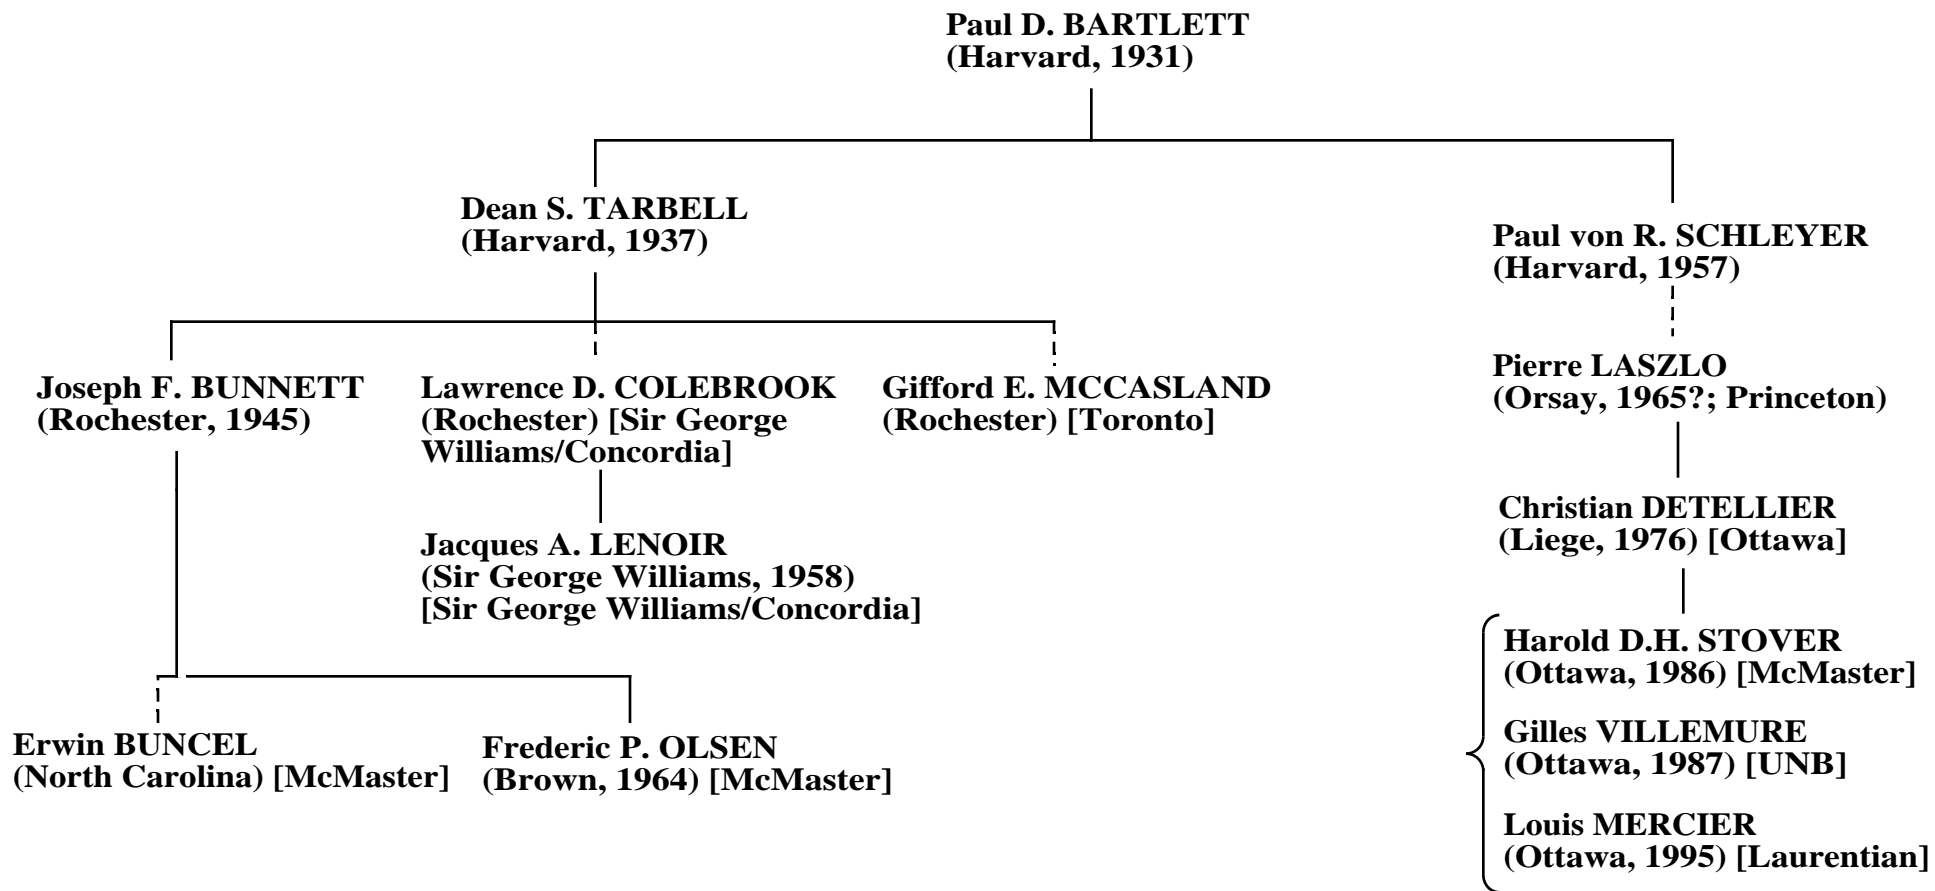 Paul D. BARTLETT
(Harvard, 1931)
Dean S. TARBELL
(Harvard, 1937)
Paul von R. SCHLEYER
(Harvard, 1957)
Joseph F. BUNNETT
(Rochester, 1945)
Lawrence D. COLEBROOK
(Rochester) [Sir George
Williams/Concordia]
Gifford E. MCCASLAND
(Rochester) [Toronto]
Pierre LASZLO
(Orsay, 1965?; Princeton)
Jacques A. LENOIR
(Sir George Williams, 1958)
[Sir George Williams/Concordia]
Christian DETELLIER
(Liege, 1976) [Ottawa]
Erwin BUNCEL
(North Carolina) [McMaster]
Frederic P. OLSEN
(Brown, 1964) [McMaster]
Harold D.H. STOVER
(Ottawa, 1986) [McMaster]
Gilles VILLEMURE
(Ottawa, 1987) [UNB]
Louis MERCIER
(Ottawa, 1995) [Laurentian]